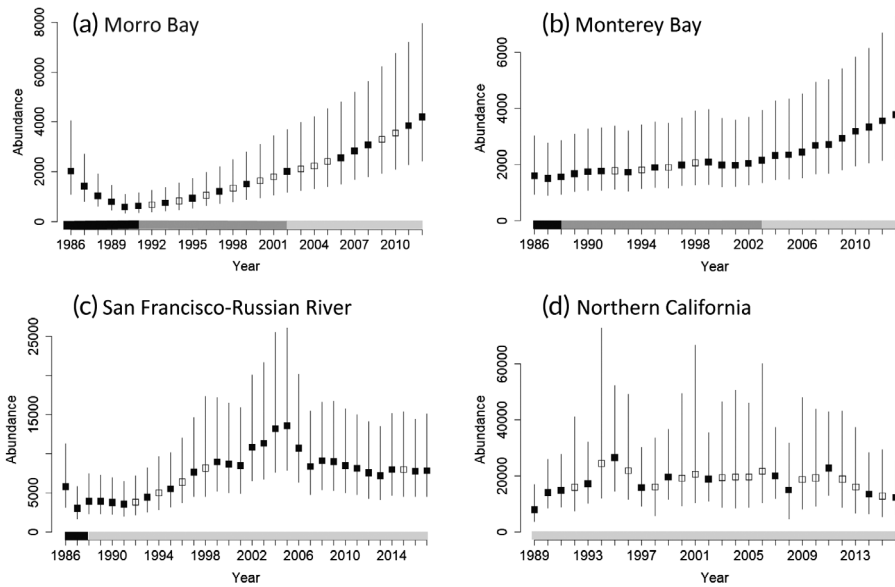 (a) Morro Bay
Abundance
8000
6000
4000
2000
0
1986 1989 1992 1995 1998 2001 2004 2007 2010
Year
(b) Monterey Bay
Abundance
6000
4000
2000
0
1986 1990 1994 1998 2002 2006 2010
Year
(c) San Francisco-Russian River
Abundance
25000
15000
5000
0
1986 1990 1994 1998 2002 2006 2010 2014
Year
(d) Northern California
Abundance
60000
40000
20000
0
1989 1993 1997 2001 2005 2009 2013
Year